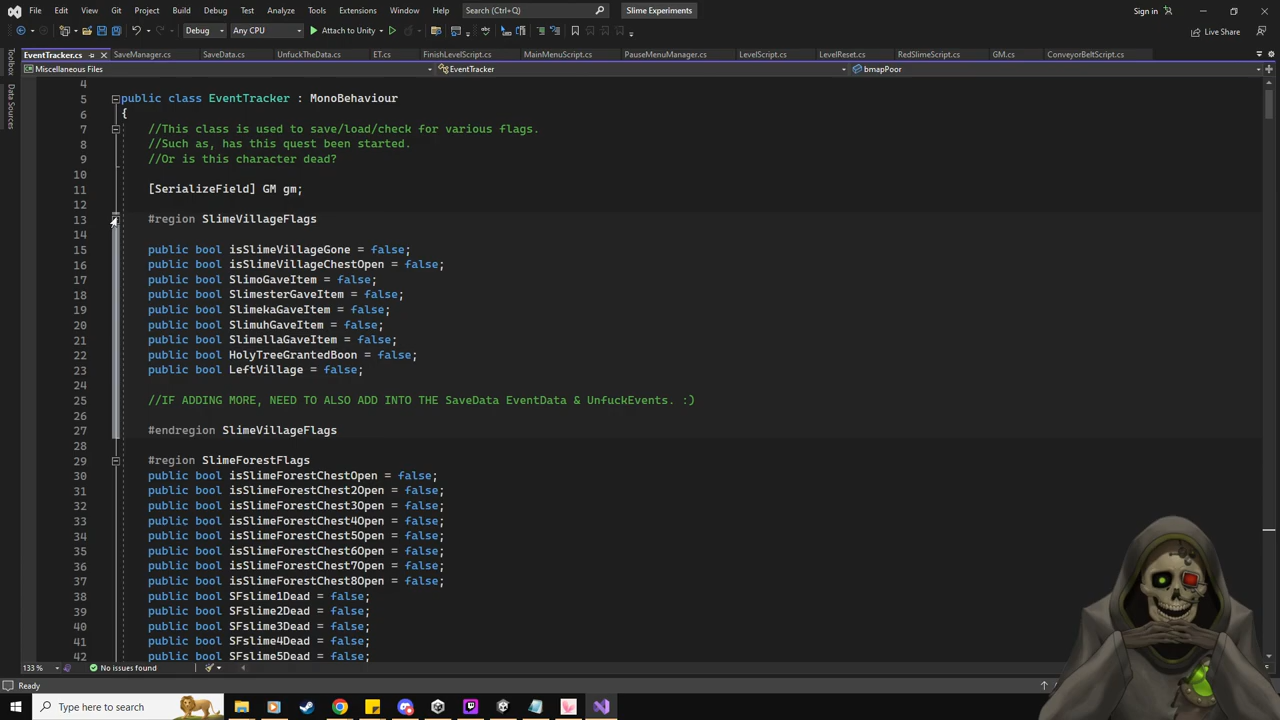 File Edit View Git Project Build Debug Test Analyze Tools Extensions Window Help Search (Ctrl+Q) Slime Experiments Sign in
Debug Any CPU Attach to Unity Live Share
EventTracker.cs SaveManager.cs SaveData.cs UnfuckTheData.cs ET.cs FinishLevelScript.cs MainMenuScript.cs PauseMenuManager.cs LevelScript.cs LevelReset.cs RedSlimeScript.cs GM.cs ConveyorBeltScript.cs
Toolbox
Data Sources
Miscellaneous Files EventTracker bmapPoor
4
5 public class EventTracker : MonoBehaviour
6 {
7 //This class is used to save/load/check for various flags.
8 //Such as, has this quest been started.
9 //Or is this character dead?
10
11 [SerializeField] GM gm;
12
13 #region SlimeVillageFlags
14
15 public bool isSlimeVillageGone = false;
16 public bool isSlimeVillageChestOpen = false;
17 public bool SlimoGaveItem = false;
18 public bool SlimesterGaveItem = false;
19 public bool SlimekaGaveItem = false;
20 public bool SlimuhGaveItem = false;
21 public bool SlimellaGaveItem = false;
22 public bool HolyTreeGrantedBoon = false;
23 public bool LeftVillage = false;
24
25 //IF ADDING MORE, NEED TO ALSO ADD INTO THE SaveData EventData & UnfuckEvents. :)
26
27 #endregion SlimeVillageFlags
28
29 #region SlimeForestFlags
30 public bool isSlimeForestChestOpen = false;
31 public bool isSlimeForestChest2Open = false;
32 public bool isSlimeForestChest3Open = false;
33 public bool isSlimeForestChest4Open = false;
34 public bool isSlimeForestChest5Open = false;
35 public bool isSlimeForestChest6Open = false;
36 public bool isSlimeForestChest7Open = false;
37 public bool isSlimeForestChest8Open = false;
38 public bool SFslime1Dead = false;
39 public bool SFslime2Dead = false;
40 public bool SFslime3Dead = false;
41 public bool SFslime4Dead = false;
42 public bool SFslime5Dead = false;
133 % No issues found
Ready
Type here to search